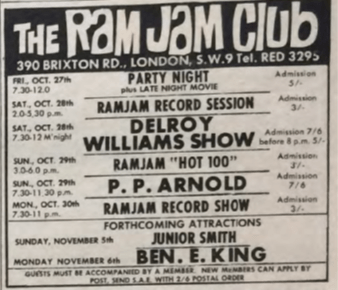 THE RAM JAM CLUB
390 BRIXTON RD., LONDON, S.W.9 Tel. RED 3295
FRI., OCT. 27th PARTY NIGHT Admission
7.30-12.0 plus LATE NIGHT MOVIE 5/-
SAT., OCT. 28th RAMJAM RECORD SESSION Admission
2.0-5.30 p.m. 3/-
SAT., OCT. 28th DELROY Admission 7/6
7.30-12 M'night WILLIAMS SHOW before 8 p.m. 5/-
SUN., OCT. 29th RAMJAM "HOT 100" Admission
3.0-6.0 p.m. 3/-
SUN., OCT. 29th P. P. ARNOLD Admission
7.30-11.30 p.m. 7/6
MON., OCT. 30th RAMJAM RECORD SHOW Admission
7.30-11 p.m. 3/-
FORTHCOMING ATTRACTIONS
SUNDAY, NOVEMBER 5th JUNIOR SMITH
MONDAY NOVEMBER 6th BEN. E. KING
GUESTS MUST BE ACCOMPANIED BY A MEMBER. NEW MEMBERS CAN APPLY BY
POST, SEND S.A.E. WITH 2/6 POSTAL ORDER